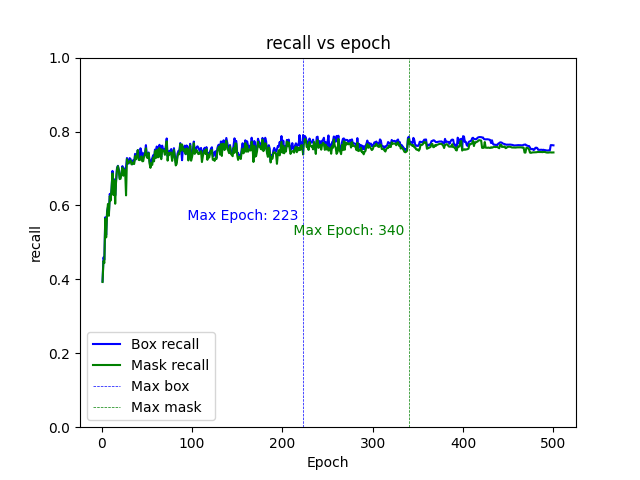 recall vs epoch
1.0
0.8
0.6
0.4
0.2
0.0
recall
Max Epoch: 223
Max Epoch: 340
Box recall
Mask recall
Max box
Max mask
0 100 200 300 400 500
Epoch